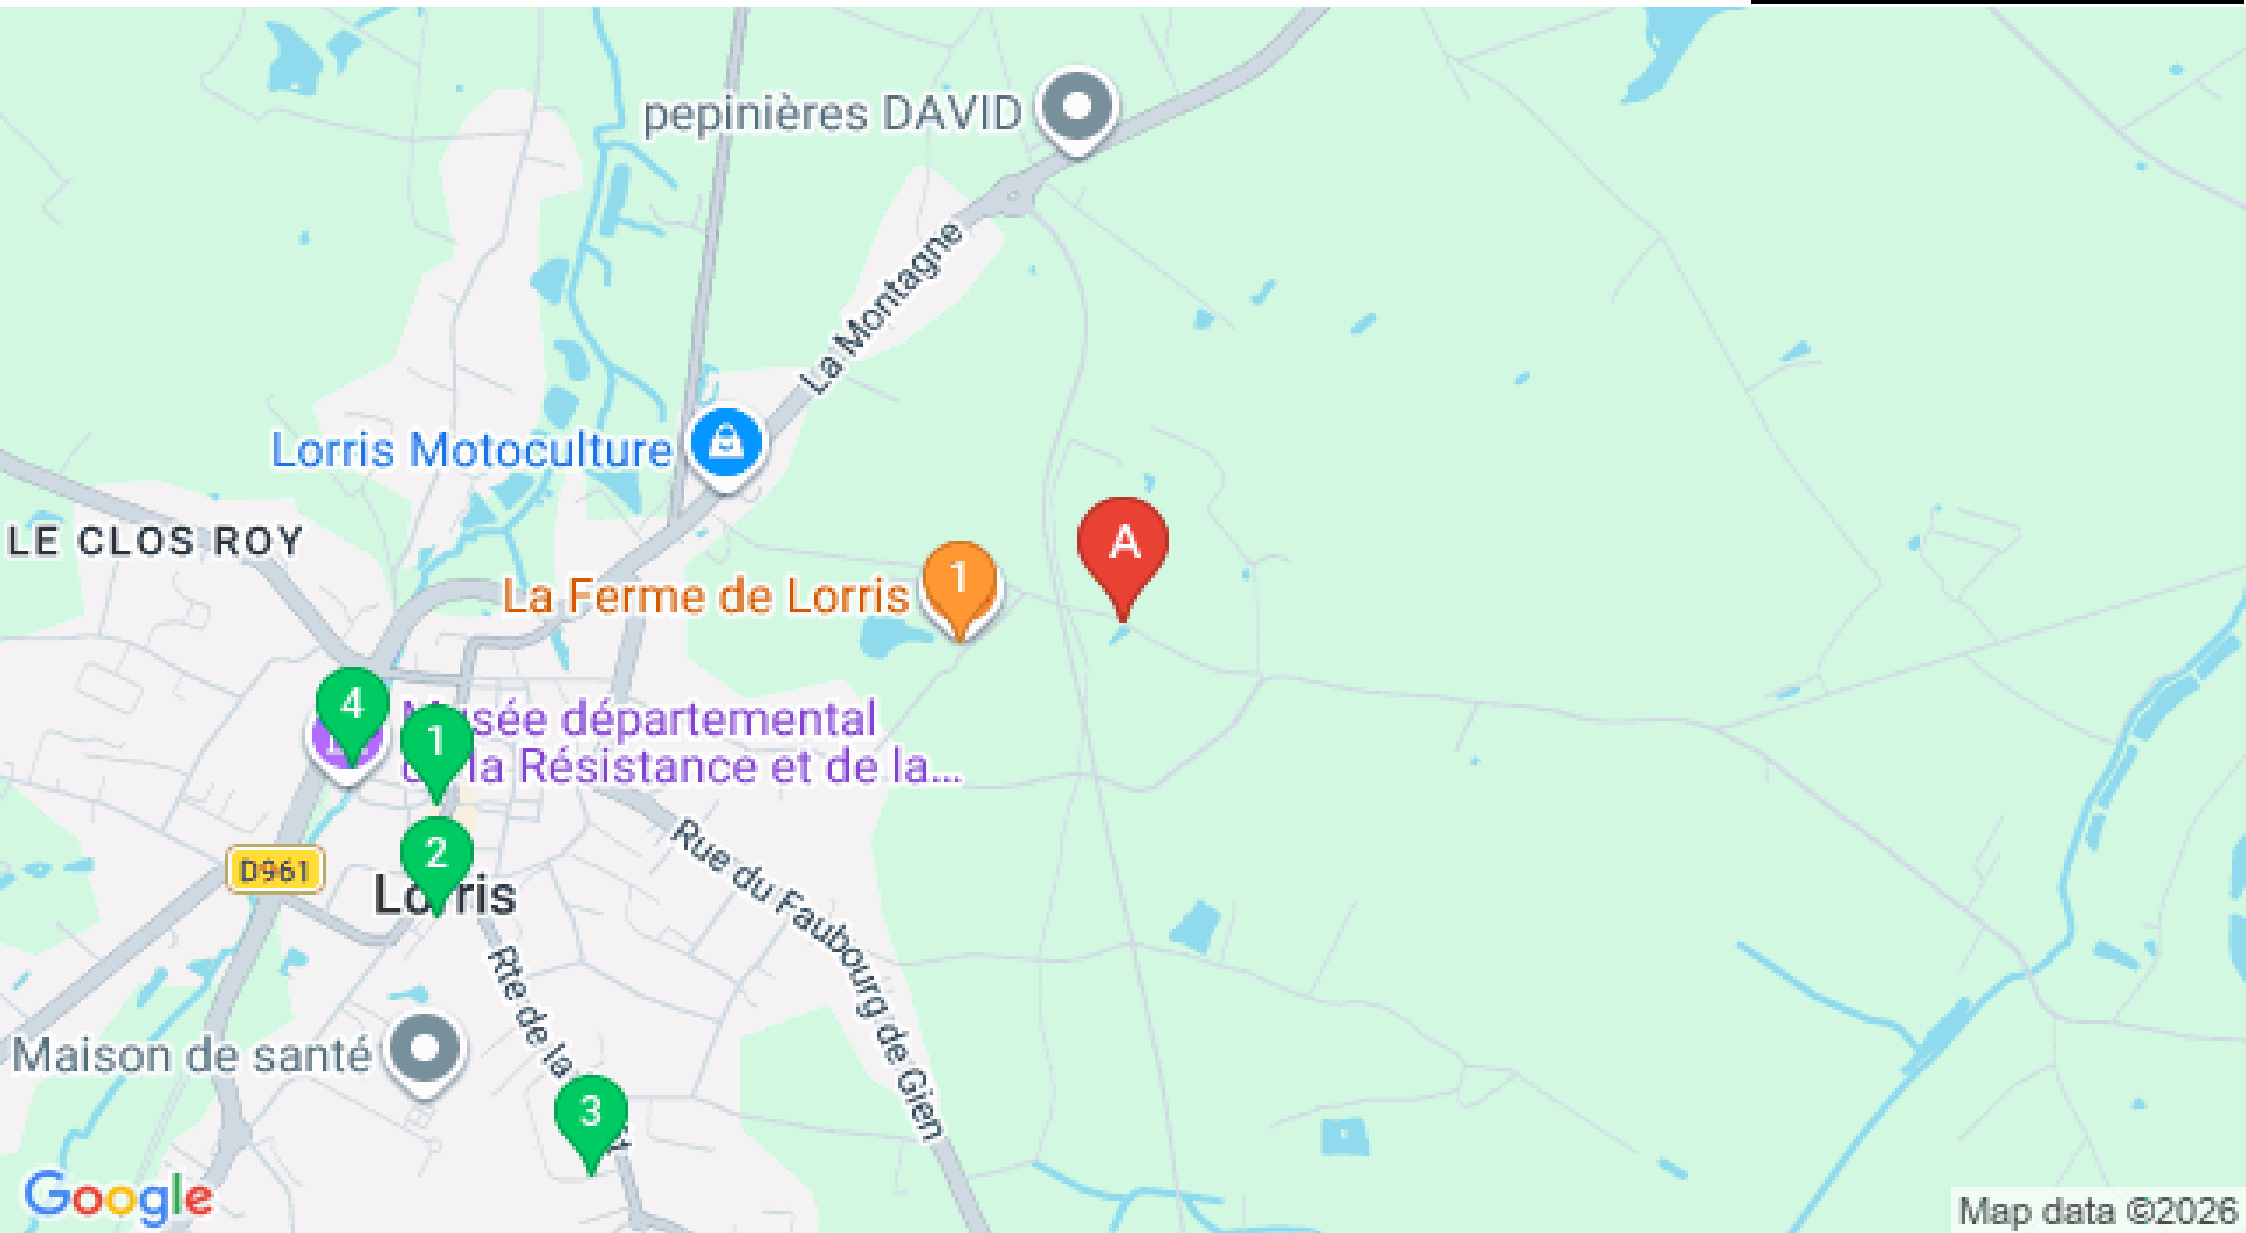 pepinières DAVID
La Montagne
Lorris Motoculture
LE CLOS ROY
A
1
La Ferme de Lorris
4
1
Musée départemental
la Résistance et de la...
2
D961
Lorris
Rue du Faubourg de Gien
Rte de la
Maison de santé
3
Google
Map data ©2026